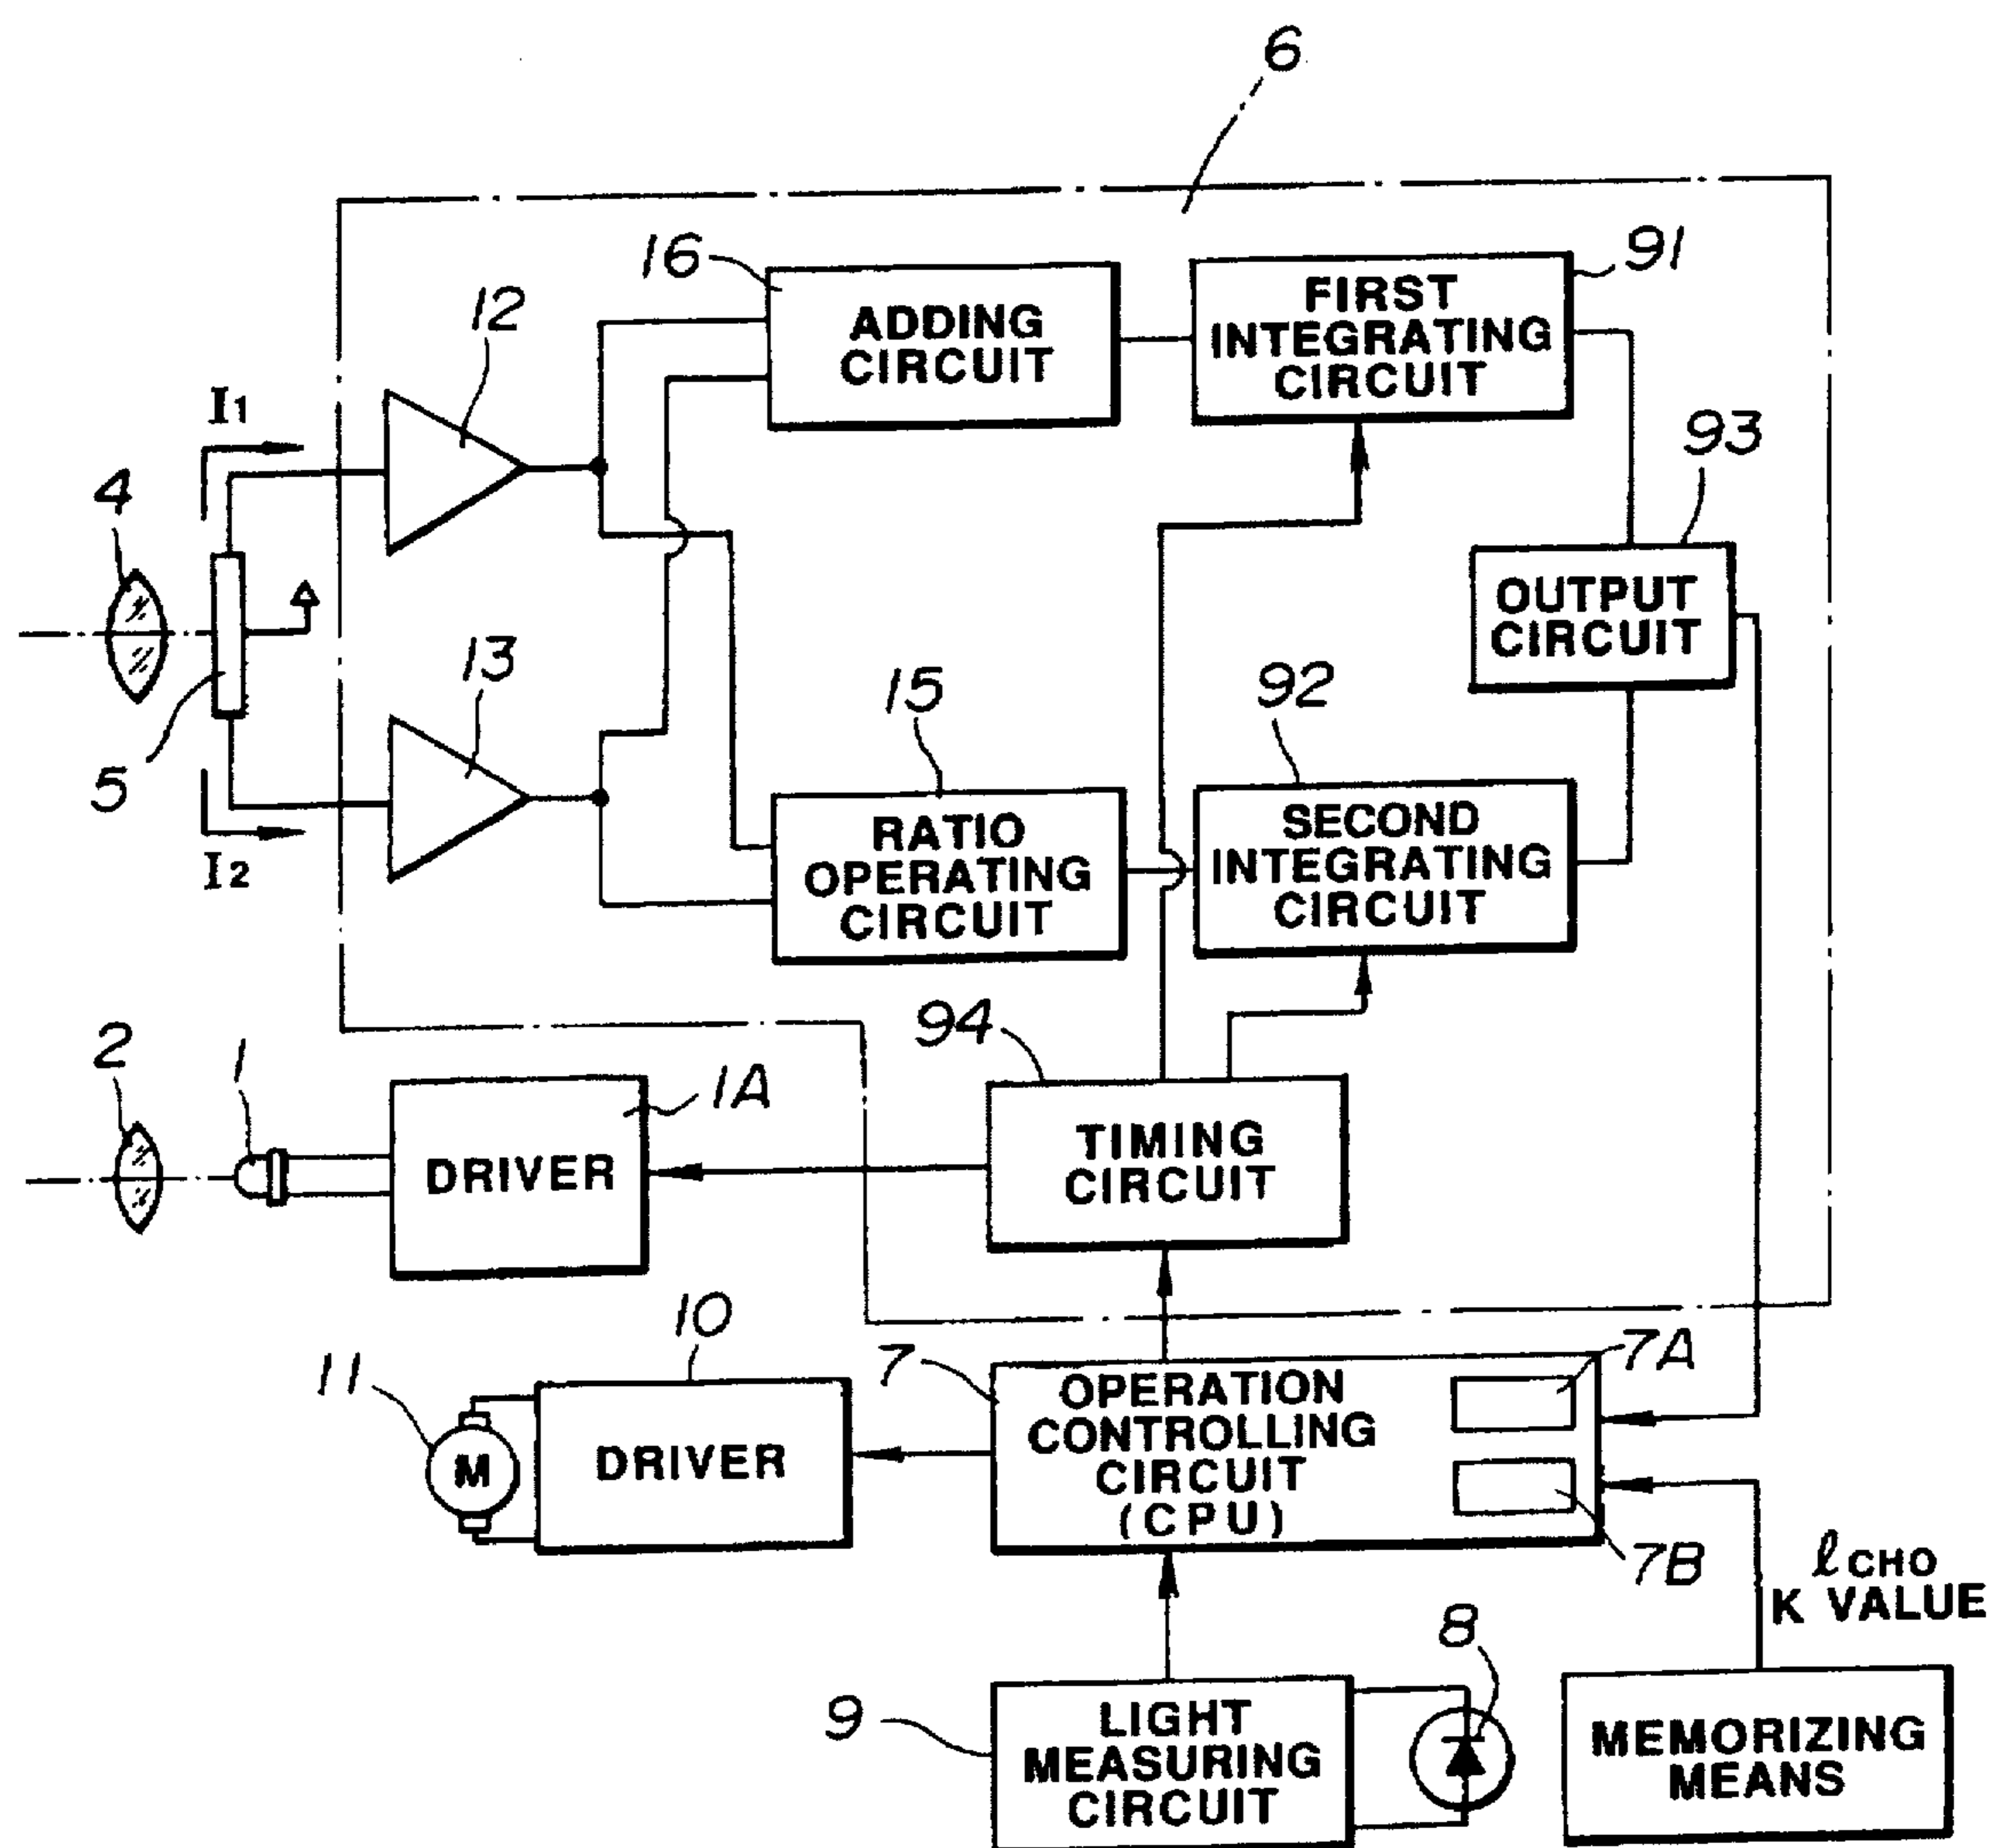 6
16
ADDING
CIRCUIT
91
FIRST
INTEGRATING
CIRCUIT
12
I1
93
4
OUTPUT
CIRCUIT
13
5
I2
15
RATIO
OPERATING
CIRCUIT
92
SECOND
INTEGRATING
CIRCUIT
94
TIMING
CIRCUIT
2
1
1A
DRIVER
10
11
M
DRIVER
7
OPERATION
CONTROLLING
CIRCUIT
(CPU)
7A
7B
ℓCHO
K VALUE
8
9
LIGHT
MEASURING
CIRCUIT
MEMORIZING
MEANS